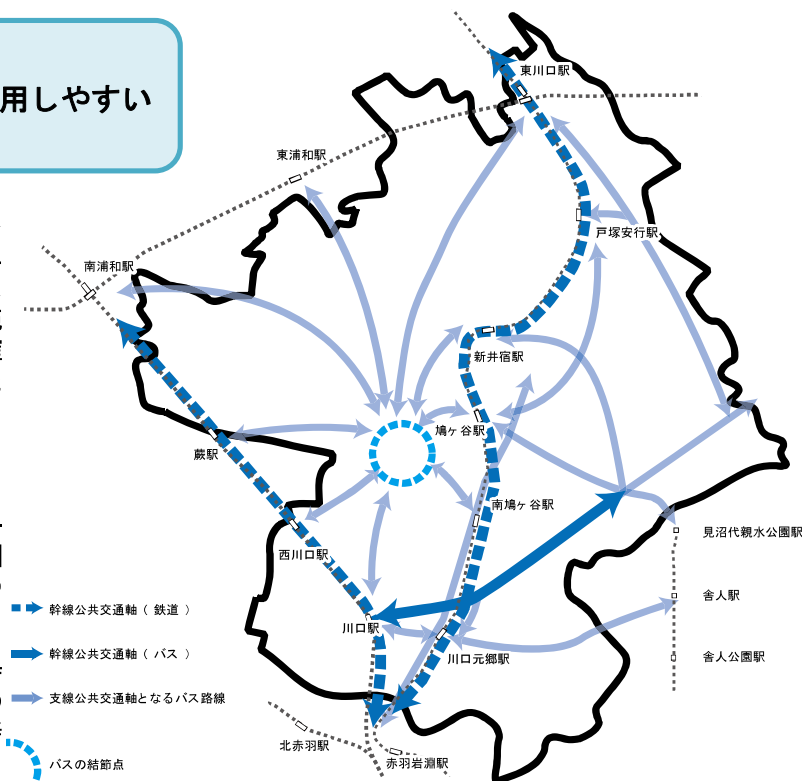 用しやすい
東川口駅
東浦和駅
戸塚安行駅
南浦和駅
新井宿駅
鳩ヶ谷駅
蕨駅
南鳩ヶ谷駅
見沼代親水公園駅
西川口駅
舎人駅
幹線公共交通軸（ 鉄道 ）
川口駅
幹線公共交通軸（ バス ）
川口元郷駅
舎人公園駅
支線公共交通軸となるバス路線
北赤羽駅
赤羽岩淵駅
バスの結節点